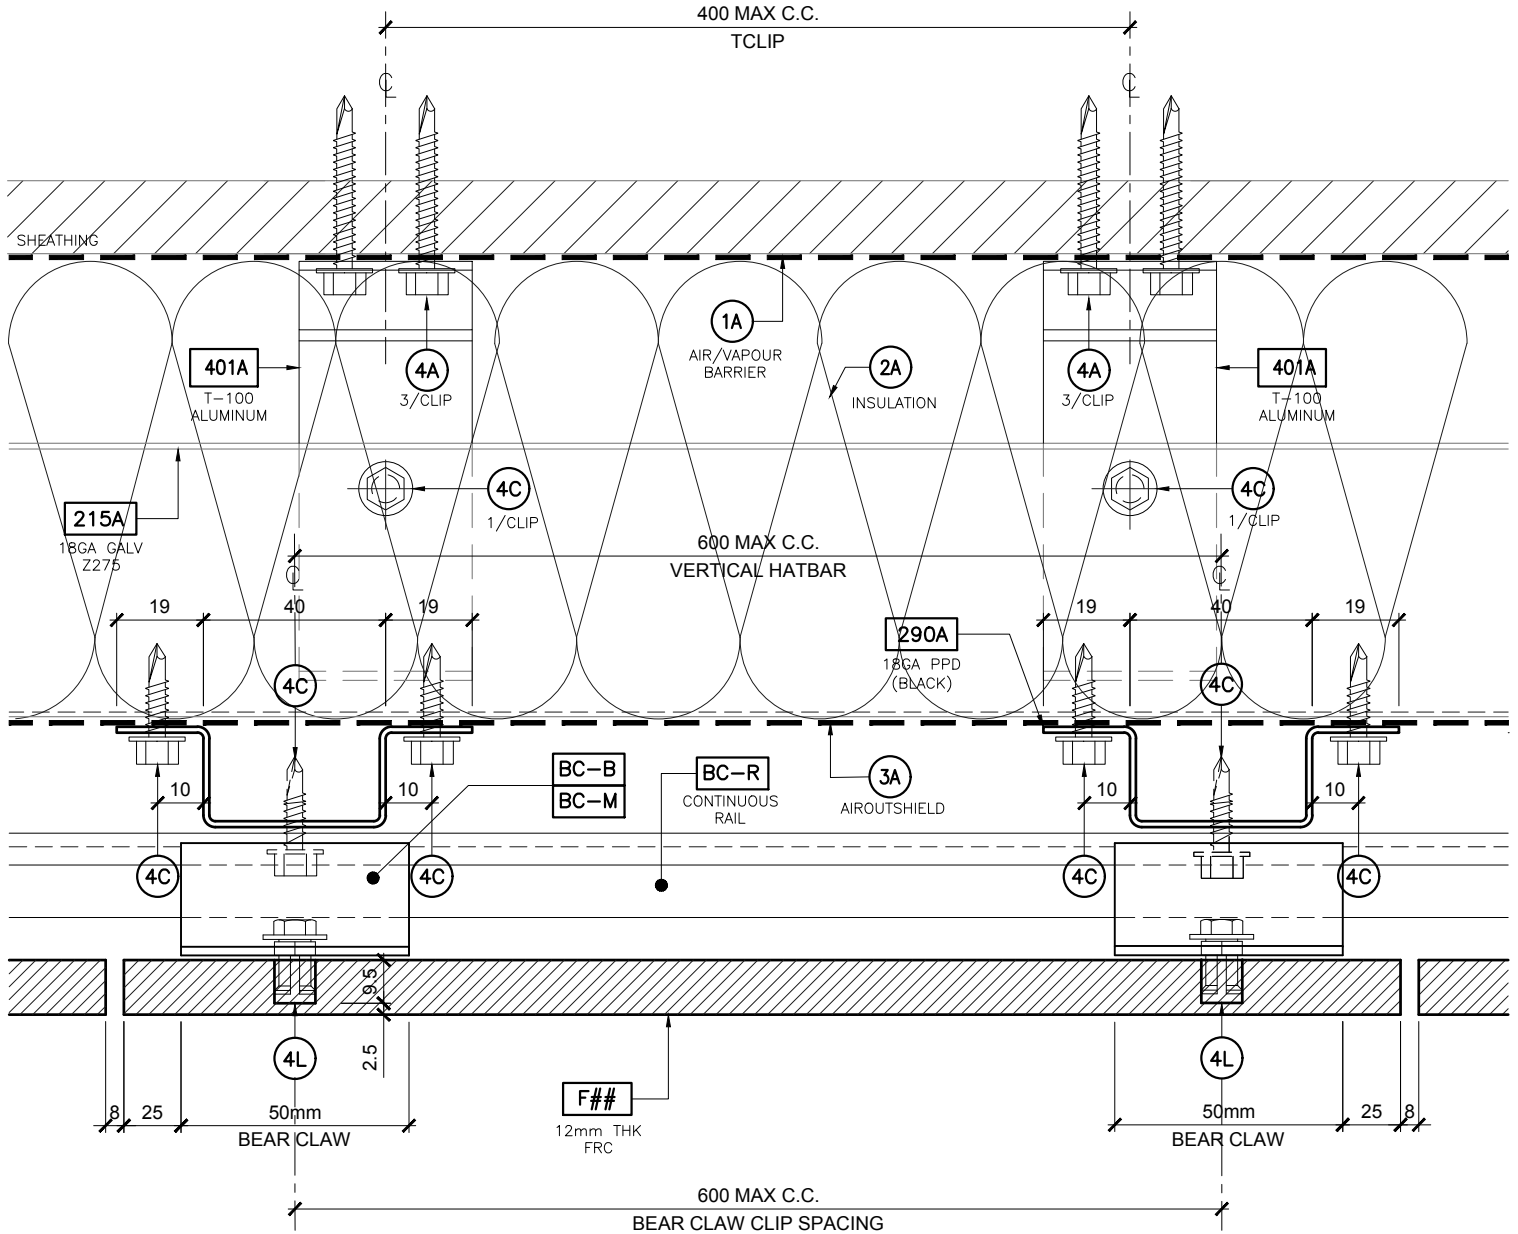 400 MAX C.C.
TCLIP
CL
CL
SHEATHING
1A
AIR/VAPOUR
BARRIER
401A
T-100
ALUMINUM
4A
3/CLIP
2A
INSULATION
4A
3/CLIP
401A
T-100
ALUMINUM
4C
1/CLIP
4C
1/CLIP
215A
18GA GALV
Z275
600 MAX C.C.
VERTICAL HATBAR
CL
CL
19
40
19
19
40
19
290A
18GA PPD
(BLACK)
4C
4C
BC-B
BC-M
BC-R
CONTINUOUS
RAIL
3A
AIROUTSHIELD
10
10
10
10
4C
4C
4C
4C
9.5
2.5
4L
4L
F##
12mm THK
FRC
8
25
50mm
BEAR CLAW
50mm
BEAR CLAW
25
8
600 MAX C.C.
BEAR CLAW CLIP SPACING